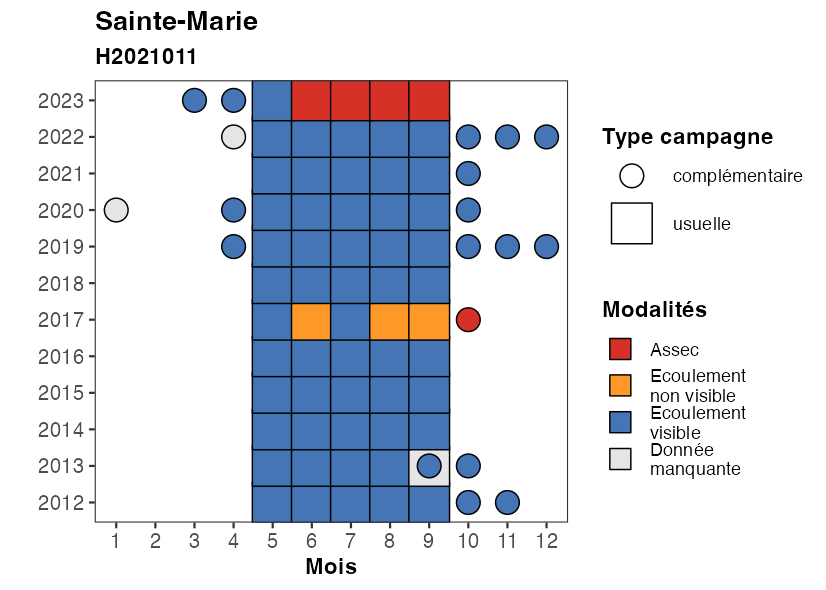 Sainte-Marie
H2021011
2023
2022
2021
2020
2019
2018
2017
2016
2015
2014
2013
2012
1 2 3 4 5 6 7 8 9 10 11 12
Mois
Type campagne
complémentaire
usuelle
Modalités
Assec
Ecoulement
non visible
Ecoulement
visible
Donnée
manquante